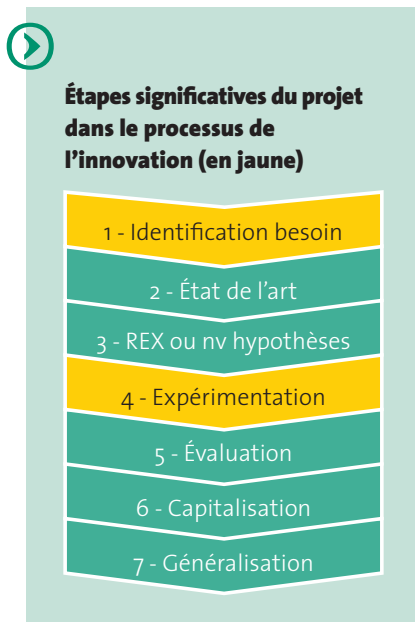 Étapes significatives du projet
dans le processus de
l’innovation (en jaune)
1 - Identification besoin
2 - État de l’art
3 - REX ou nv hypothèses
4 - Expérimentation
5 - Évaluation
6 - Capitalisation
7 - Généralisation